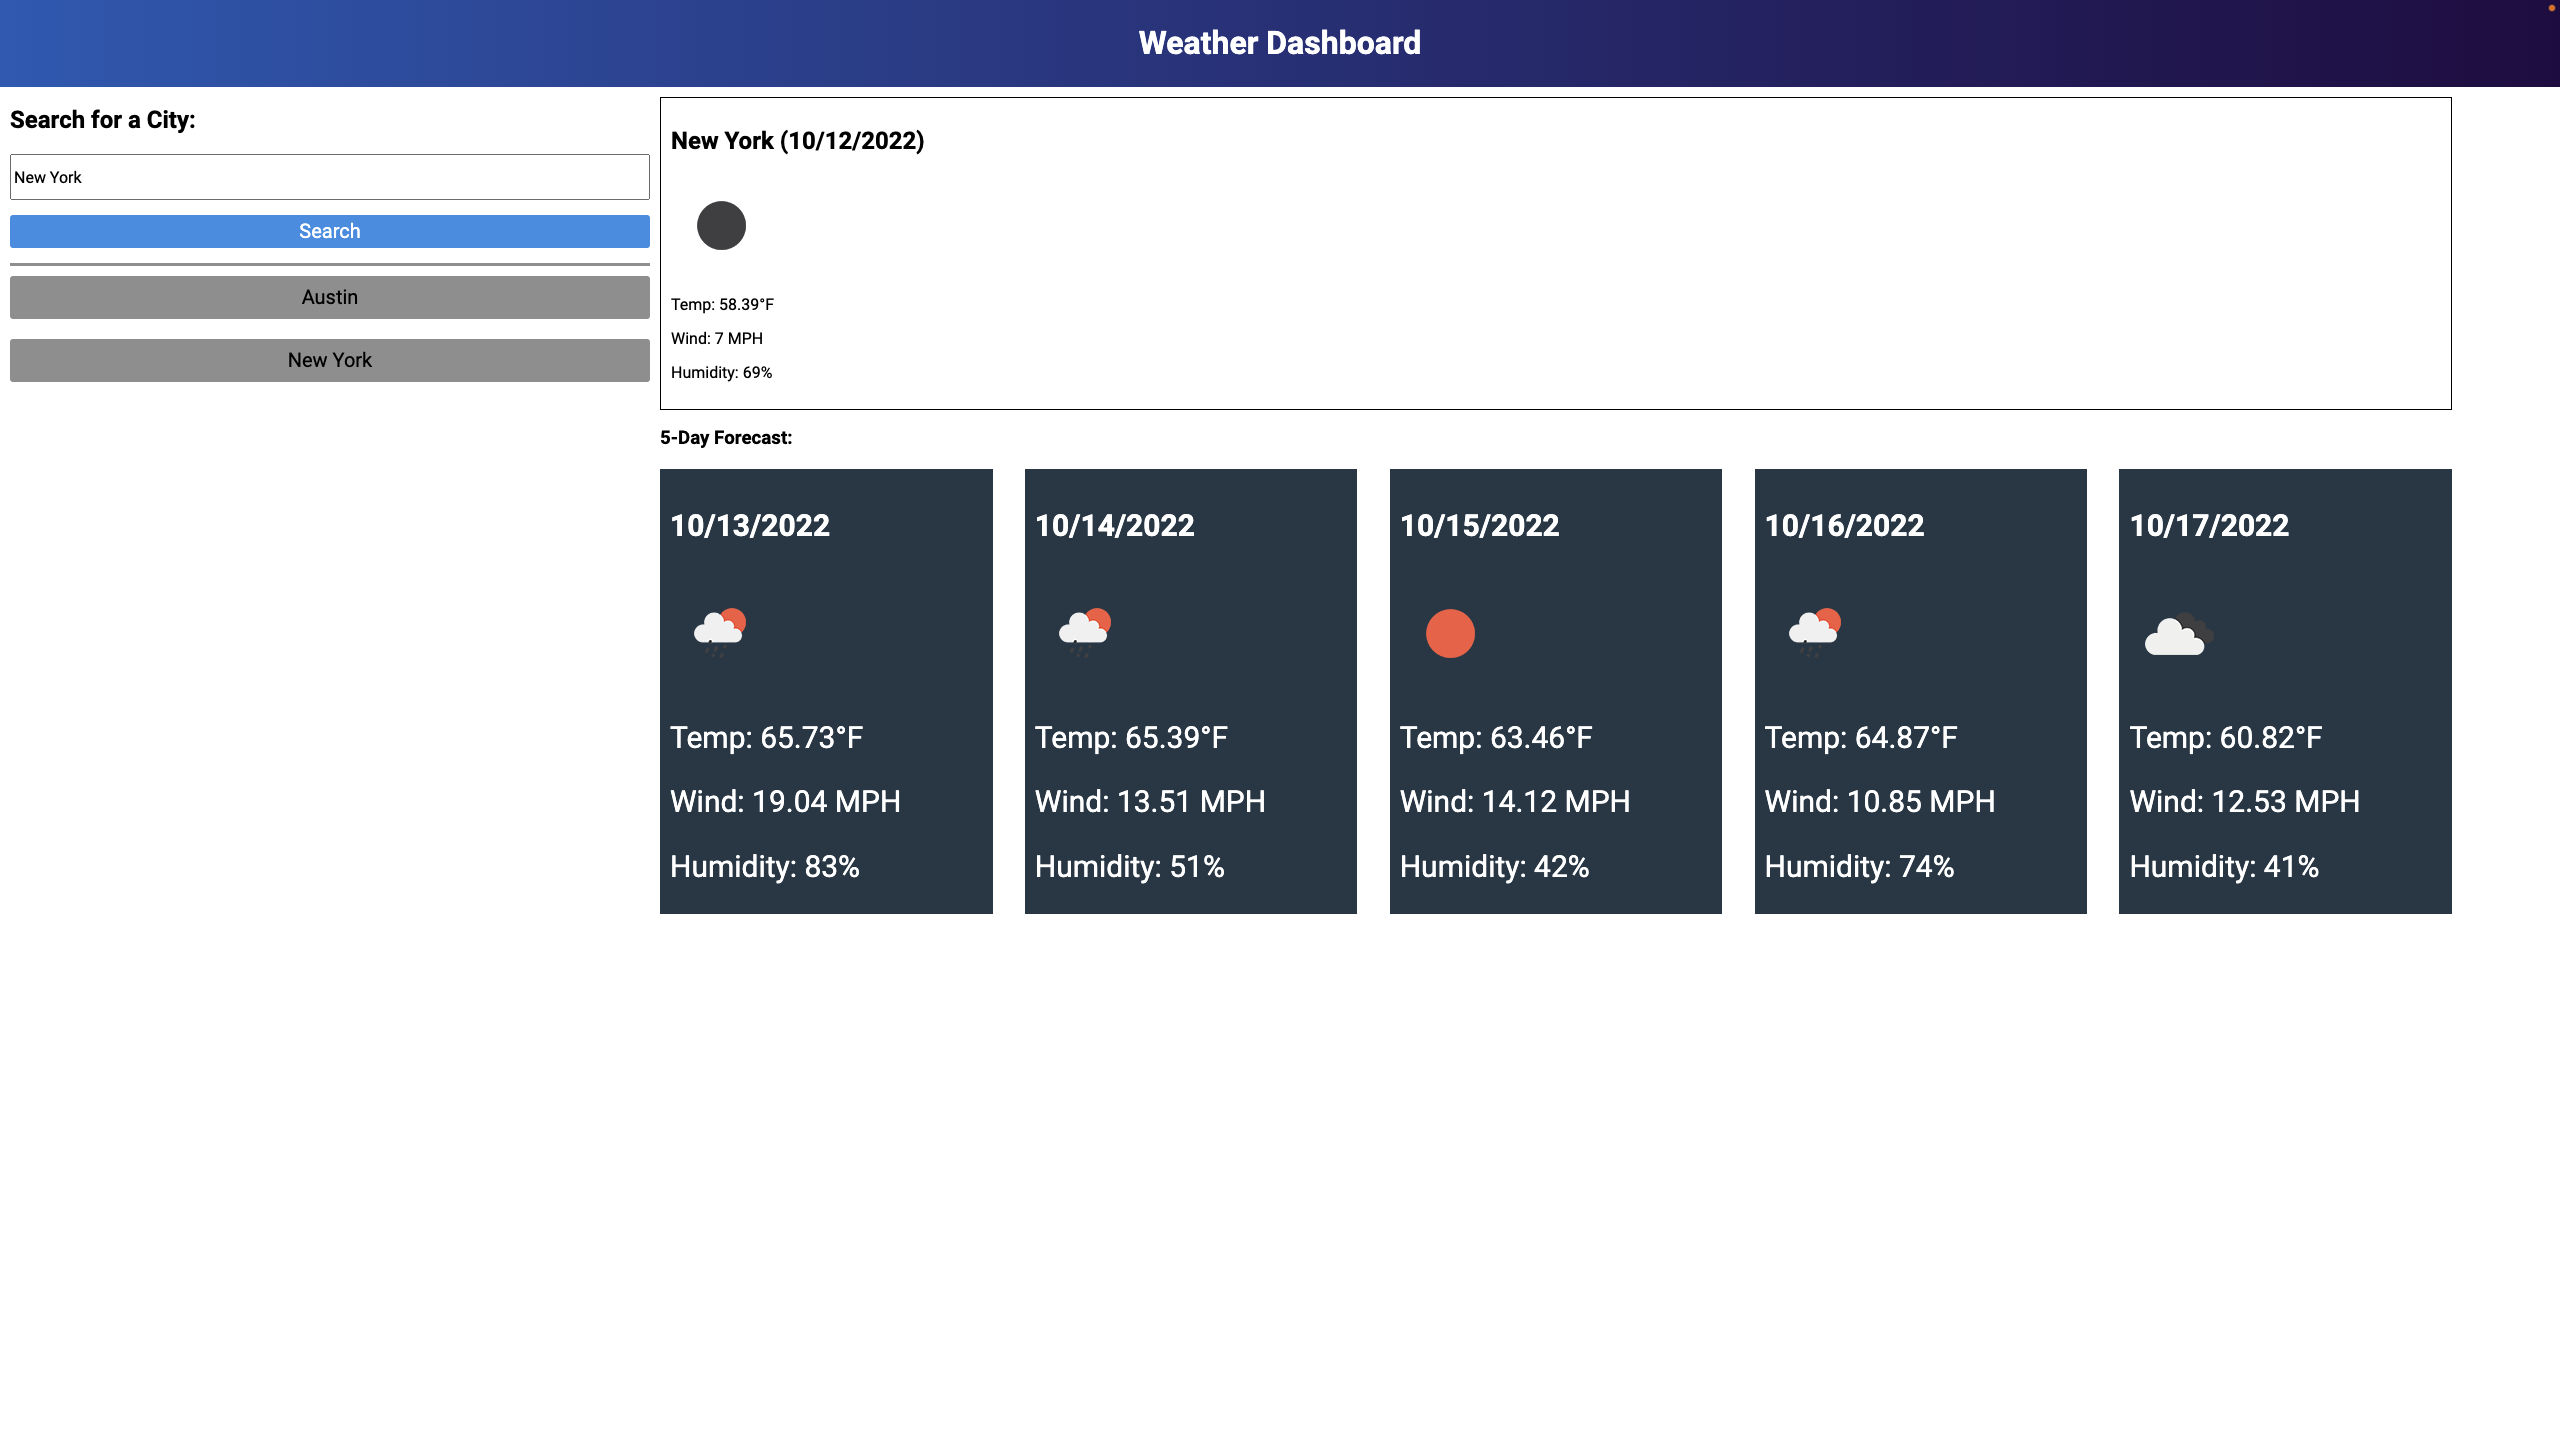 Weather Dashboard
Search for a City:
New York
Search
Austin
New York
New York (10/12/2022)
Temp: 58.39°F
Wind: 7 MPH
Humidity: 69%
5-Day Forecast:
10/13/2022
Temp: 65.73°F
Wind: 19.04 MPH
Humidity: 83%
10/14/2022
Temp: 65.39°F
Wind: 13.51 MPH
Humidity: 51%
10/15/2022
Temp: 63.46°F
Wind: 14.12 MPH
Humidity: 42%
10/16/2022
Temp: 64.87°F
Wind: 10.85 MPH
Humidity: 74%
10/17/2022
Temp: 60.82°F
Wind: 12.53 MPH
Humidity: 41%